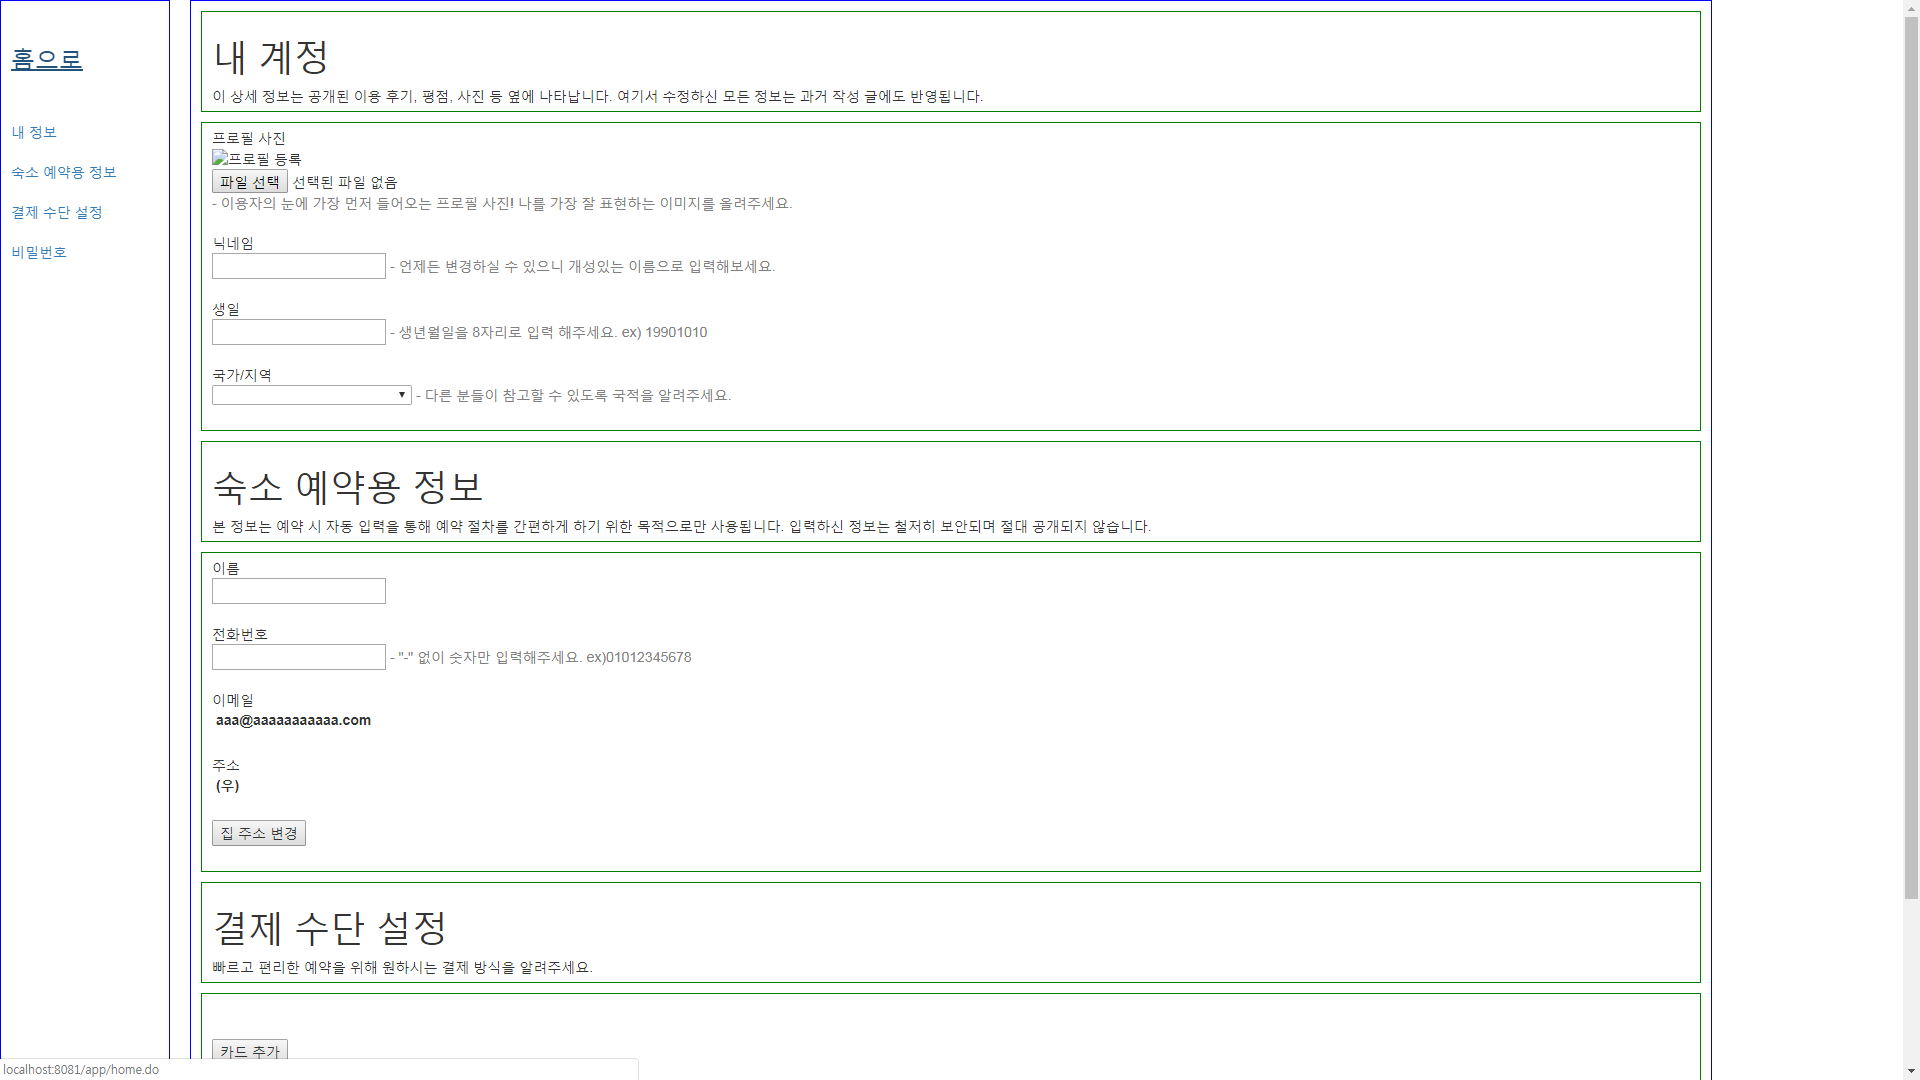 홈으로
내 정보
숙소 예약용 정보
결제 수단 설정
비밀번호
내 계정
이 상세 정보는 공개된 이용 후기, 평점, 사진 등 옆에 나타납니다. 여기서 수정하신 모든 정보는 과거 작성 글에도 반영됩니다.
프로필 사진
프로필 등록
파일 선택 선택된 파일 없음
- 이용자의 눈에 가장 먼저 들어오는 프로필 사진! 나를 가장 잘 표현하는 이미지를 올려주세요.
닉네임
- 언제든 변경하실 수 있으니 개성있는 이름으로 입력해보세요.
생일
- 생년월일을 8자리로 입력 해주세요. ex) 19901010
국가/지역
- 다른 분들이 참고할 수 있도록 국적을 알려주세요.
숙소 예약용 정보
본 정보는 예약 시 자동 입력을 통해 예약 절차를 간편하게 하기 위한 목적으로만 사용됩니다. 입력하신 정보는 철저히 보안되며 절대 공개되지 않습니다.
이름
전화번호
- "-" 없이 숫자만 입력해주세요. ex)01012345678
이메일
aaa@aaaaaaaaaaa.com
주소
(우)
집 주소 변경
결제 수단 설정
빠르고 편리한 예약을 위해 원하시는 결제 방식을 알려주세요.
카드 추가
localhost:8081/app/home.do